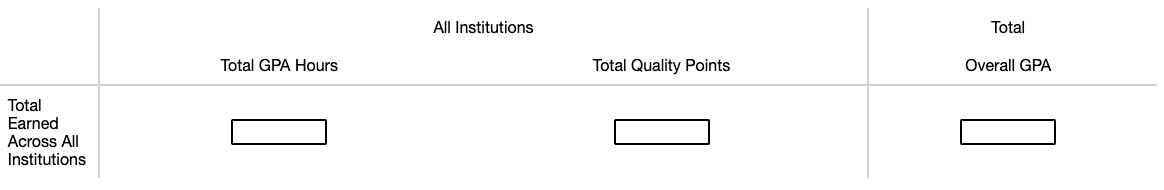 All Institutions
Total
Total GPA Hours
Total Quality Points
Overall GPA
Total
Earned
Across All
Institutions